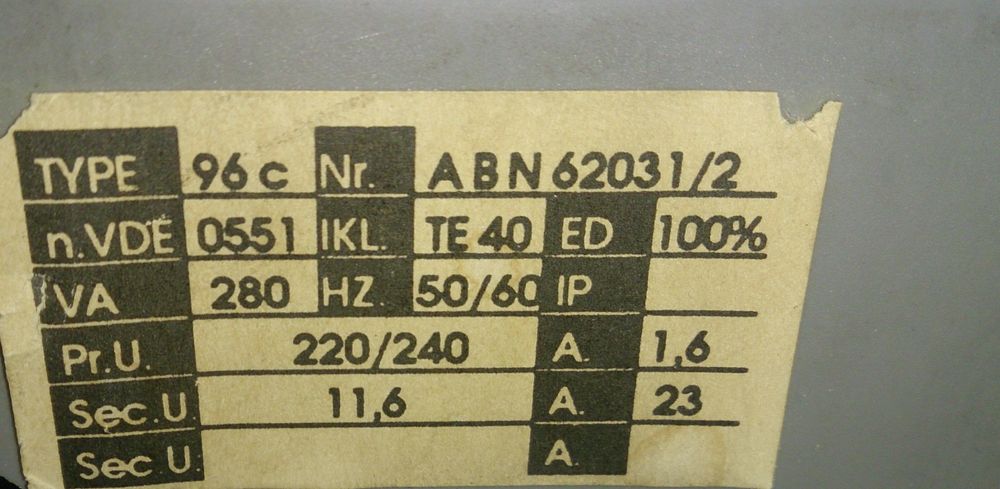 TYPE 96 c Nr. ABN 62031/2
n.VDE 0551 IKL. TE 40 ED 100%
VA 280 HZ. 50/60 IP
Pr.U. 220/240 A. 1,6
Sec.U. 11,6 A. 23
Sec U. A.